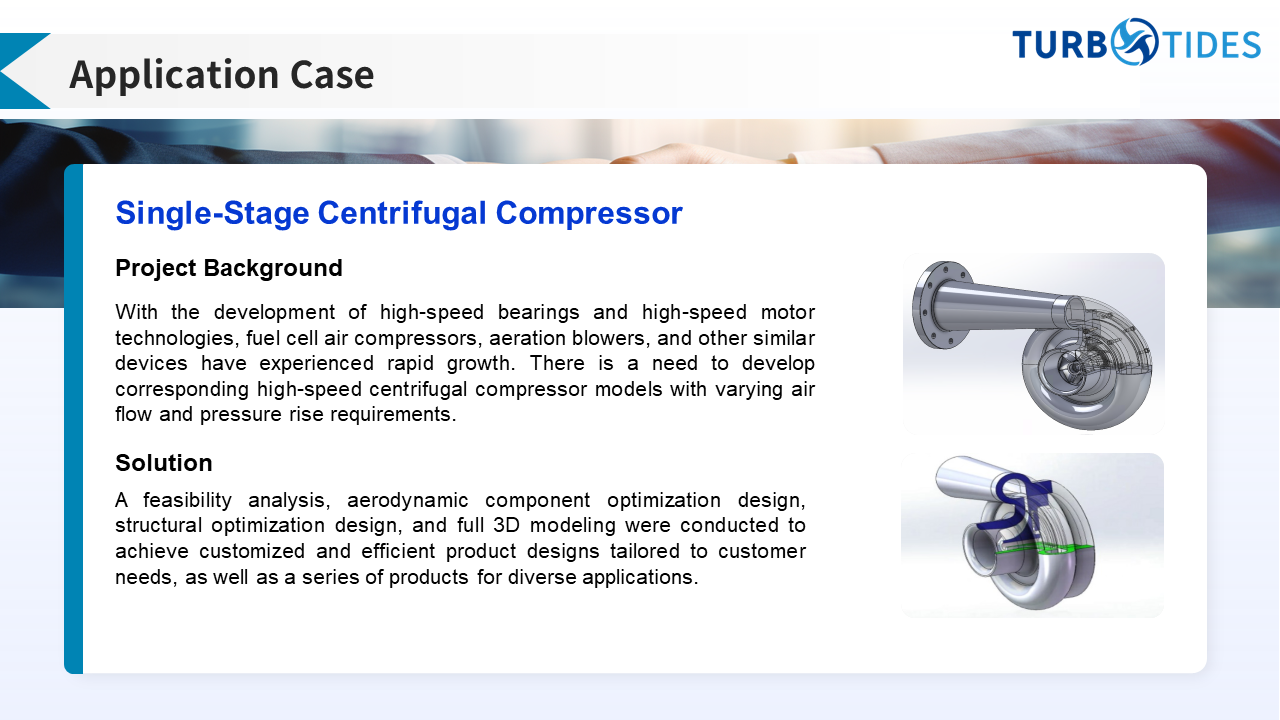 TURBOTIDES
Application Case
Single-Stage Centrifugal Compressor
Project Background
With the development of high-speed bearings and high-speed motor
technologies, fuel cell air compressors, aeration blowers, and other similar
devices have experienced rapid growth. There is a need to develop
corresponding high-speed centrifugal compressor models with varying air
flow and pressure rise requirements.
Solution
A feasibility analysis, aerodynamic component optimization design,
structural optimization design, and full 3D modeling were conducted to
achieve customized and efficient product designs tailored to customer
needs, as well as a series of products for diverse applications.